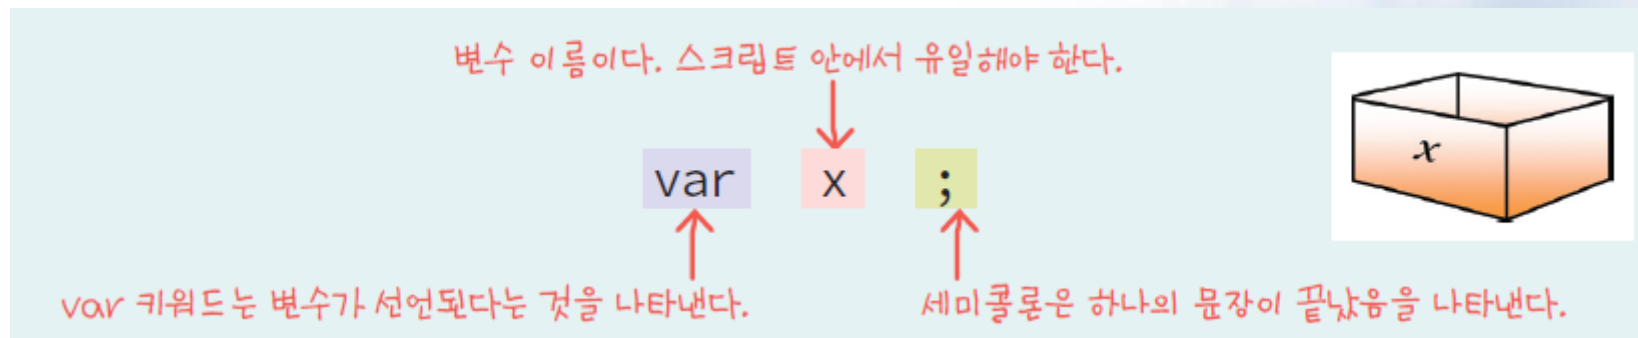 변수 이름이다. 스크립트 안에서 유일해야 한다.
var x ;
x
var 키워드는 변수가 선언된다는 것을 나타낸다.
세미콜론은 하나의 문장이 끝났음을 나타낸다.